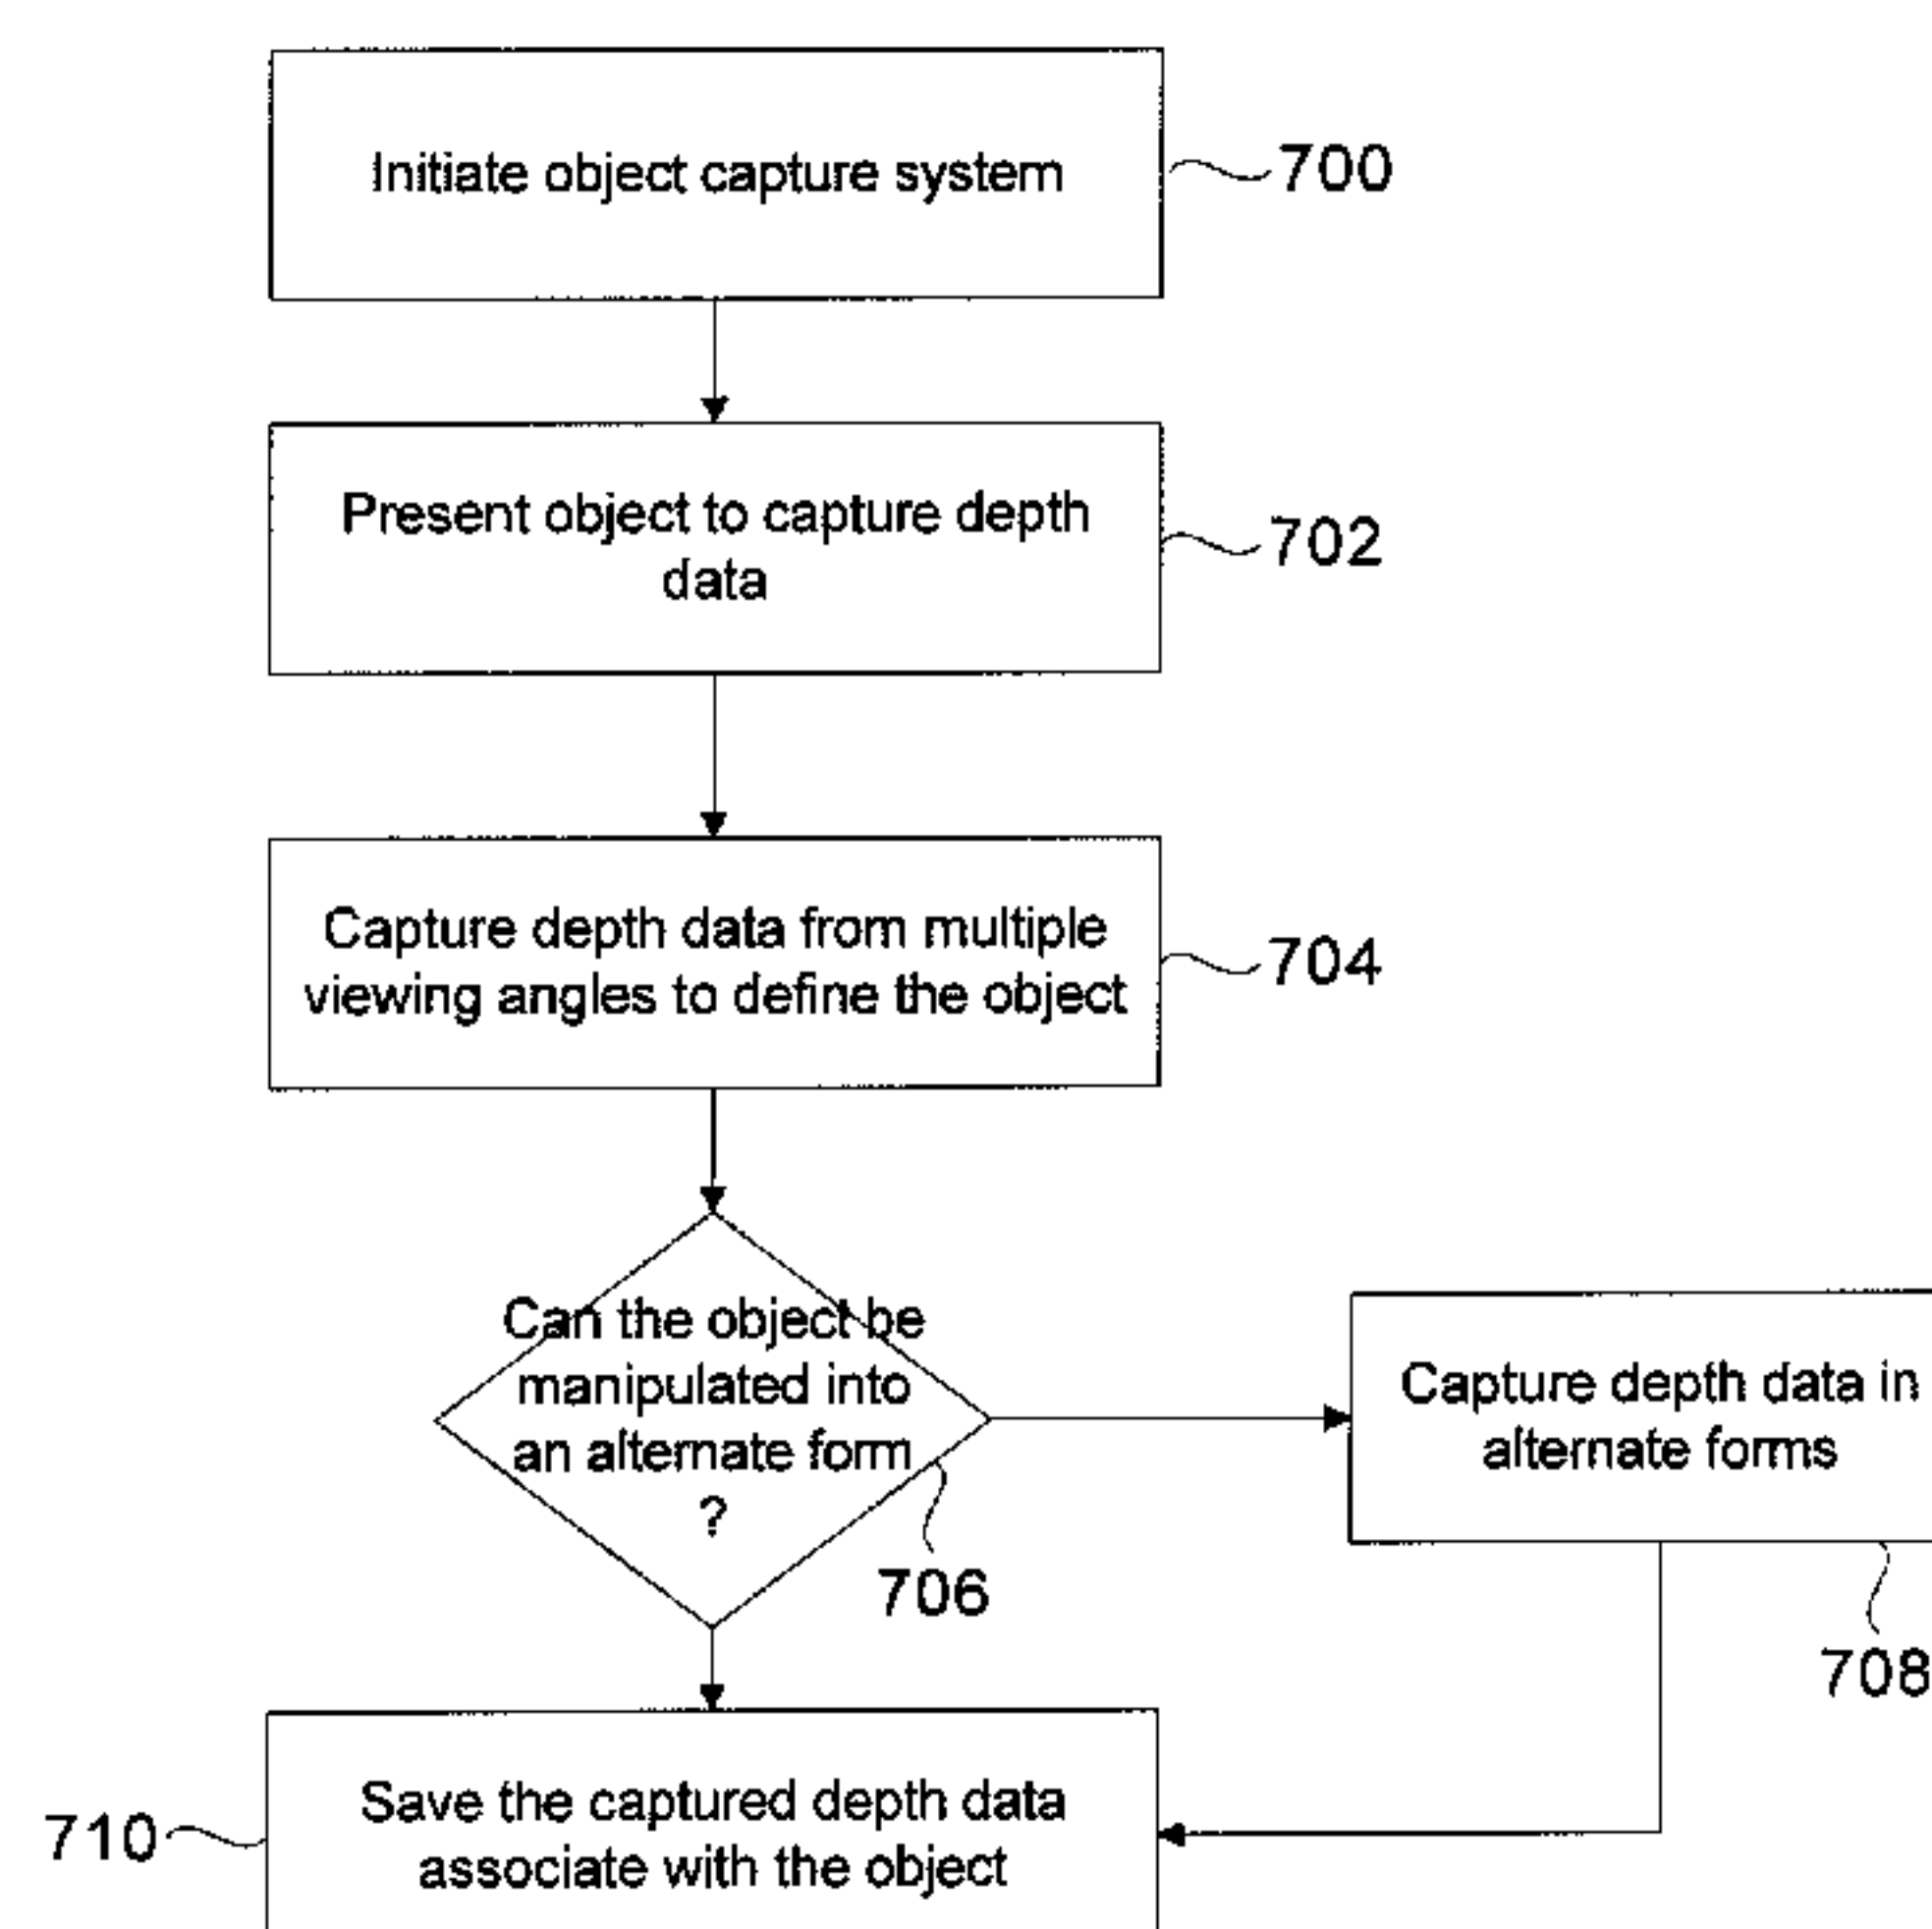 Initiate object capture system
700
Present object to capture depth
data
702
Capture depth data from multiple
viewing angles to define the object
704
Can the object be
manipulated into
an alternate form
?
706
Capture depth data in
alternate forms
708
Save the captured depth data
associate with the object
710